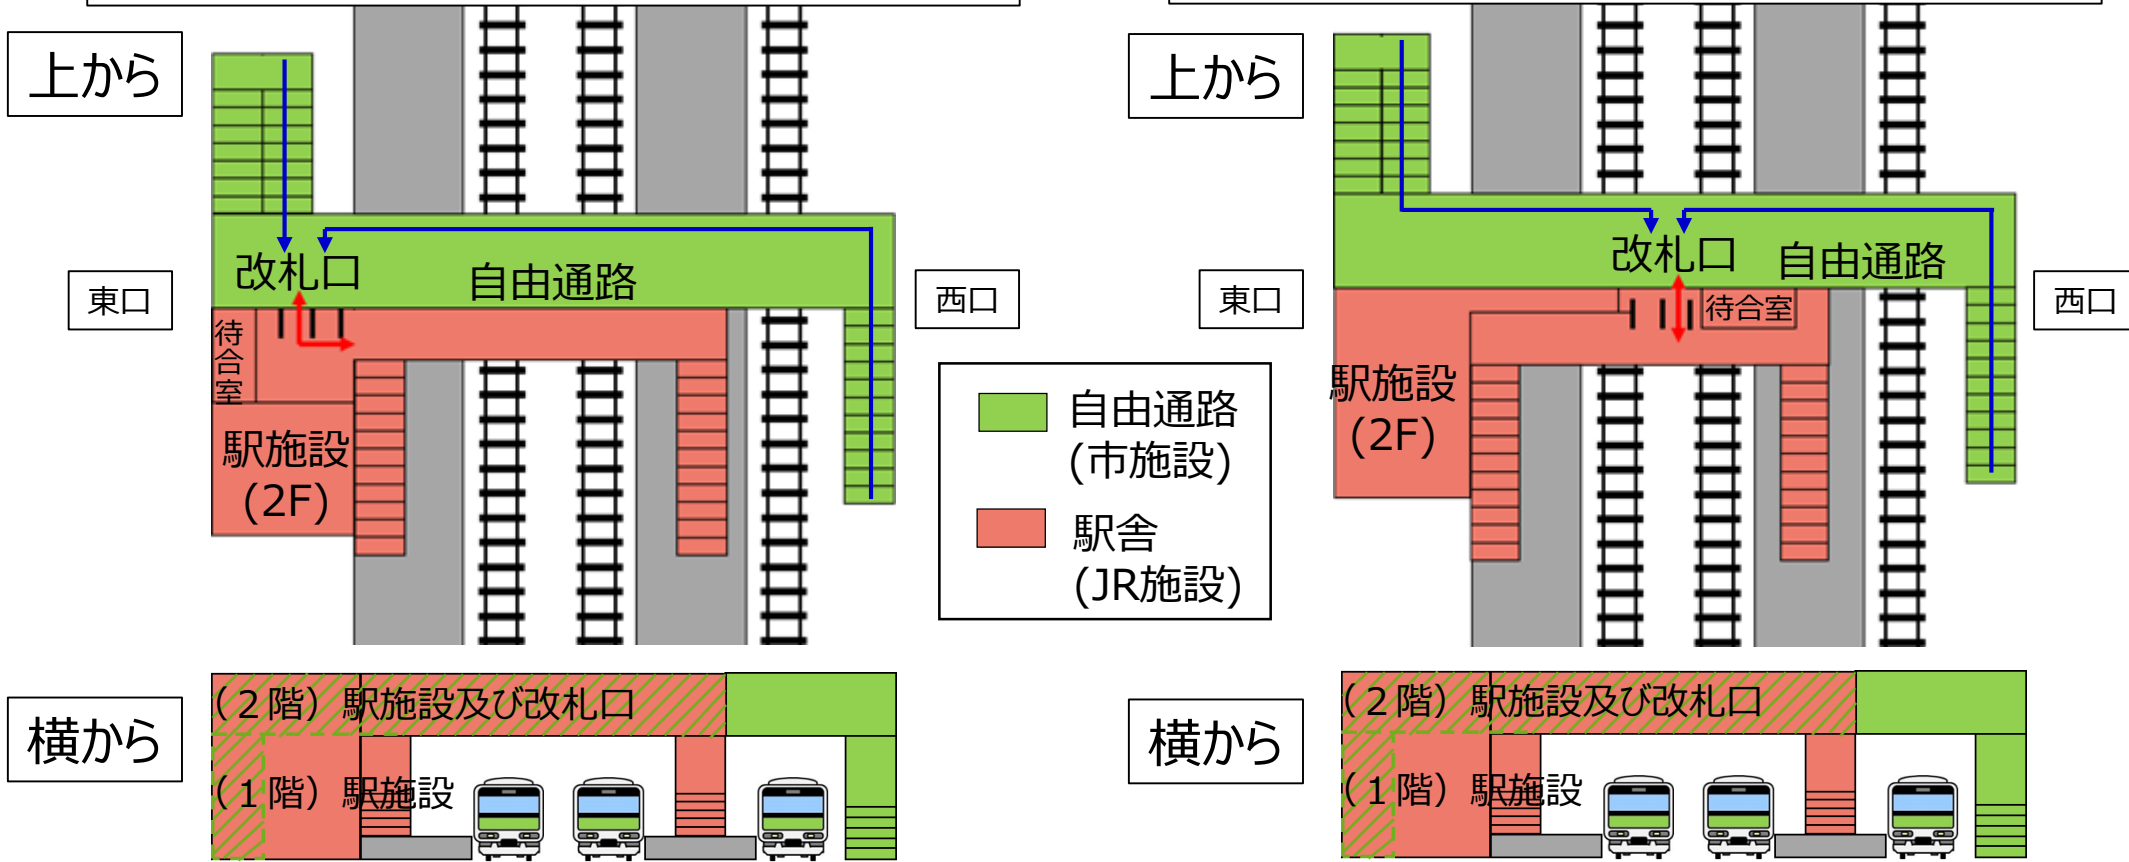 上から
改札口
自由通路
東口
西口
待
合
室
駅施設
(2F)
自由通路
(市施設)
駅舎
(JR施設)
横から
（２階）駅施設及び改札口
（１階）駅施設
上から
改札口
自由通路
東口
西口
待合室
駅施設
(2F)
横から
（２階）駅施設及び改札口
（１階）駅施設